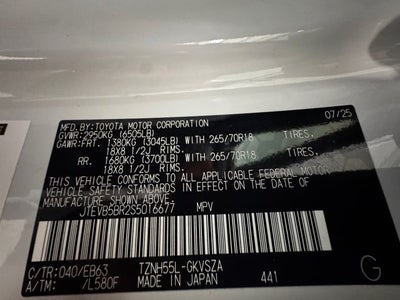 MFD.BY:TOYOTA MOTOR CORPORATION 07/25
GVWR:2950KG (6505LB)
GAWR:FRT. 1380KG (3045LB) WITH 265/70R18 TIRES.
18X8 1/2J RIMS.
RR. 1680KG (3700LB) WITH 265/70R18 TIRES.
18X8 1/2J RIMS.
THIS VEHICLE CONFORMS TO ALL APPLICABLE FEDERAL MOTOR
VEHICLE SAFETY STANDARDS IN EFFECT ON THE DATE OF
MANUFACTURE SHOWN ABOVE.
JTEVB5BR2S5016677 MPV
C/TR:040/EB63 TZNH55L-GKVSZA
A/TM: /L580F MADE IN JAPAN 441 G